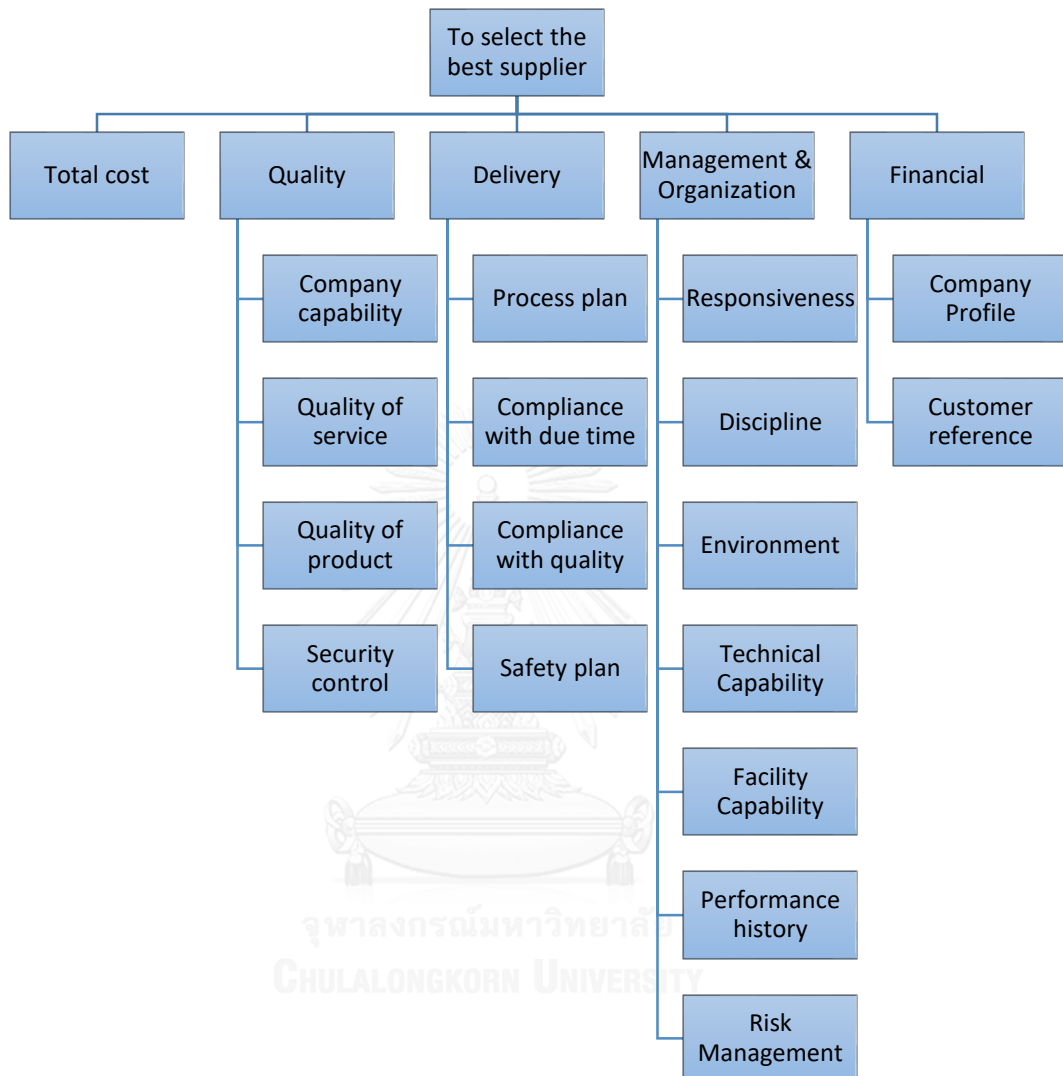 To select the
best supplier
Total cost
Quality
Delivery
Management &
Organization
Financial
Company
capability
Process plan
Responsiveness
Company
Profile
Quality of
service
Compliance
with due time
Discipline
Customer
reference
Quality of
product
Compliance
with quality
Environment
Security
control
Safety plan
Technical
Capability
Facility
Capability
Performance
history
จุฬาลงกรณ์มหาวิทยาลัย
CHULALONGKORN UNIVERSITY
Risk
Management